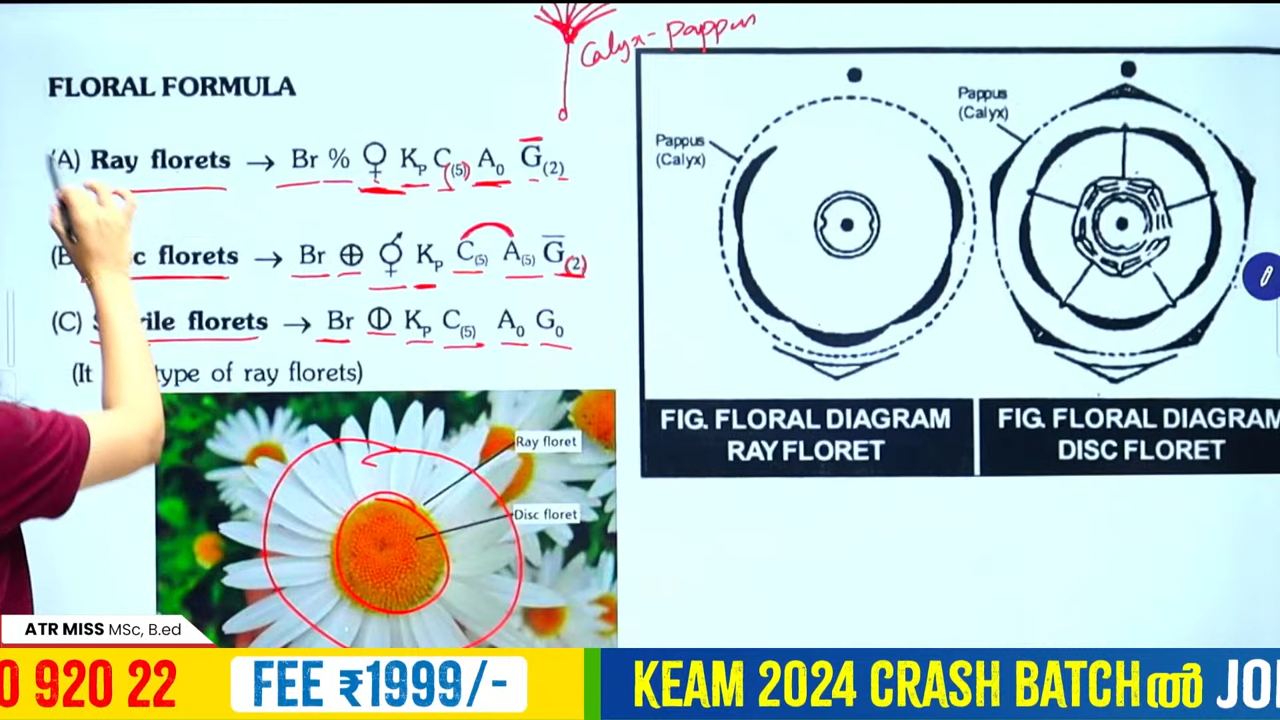 Calyx - Pappus
FLORAL FORMULA
(A) Ray florets → Br % ♀ Kₚ C₍₅₎ A₀ G̅₍₂₎
florets → Br ⊕ ⚥ Kₚ C₍₅₎ A₍₅₎ G̅₍₂₎
(C) florets → Br ⦶ Kₚ C₍₅₎ A₀ G₀
(It type of ray florets)
Ray floret
Disc floret
Pappus
(Calyx)
Pappus
(Calyx)
FIG. FLORAL DIAGRAM
RAY FLORET
FIG. FLORAL DIAGRAM
DISC FLORET
ATR MISS MSc, B.ed
0 920 22 FEE ₹1999/- KEAM 2024 CRASH BATCHൽ JO